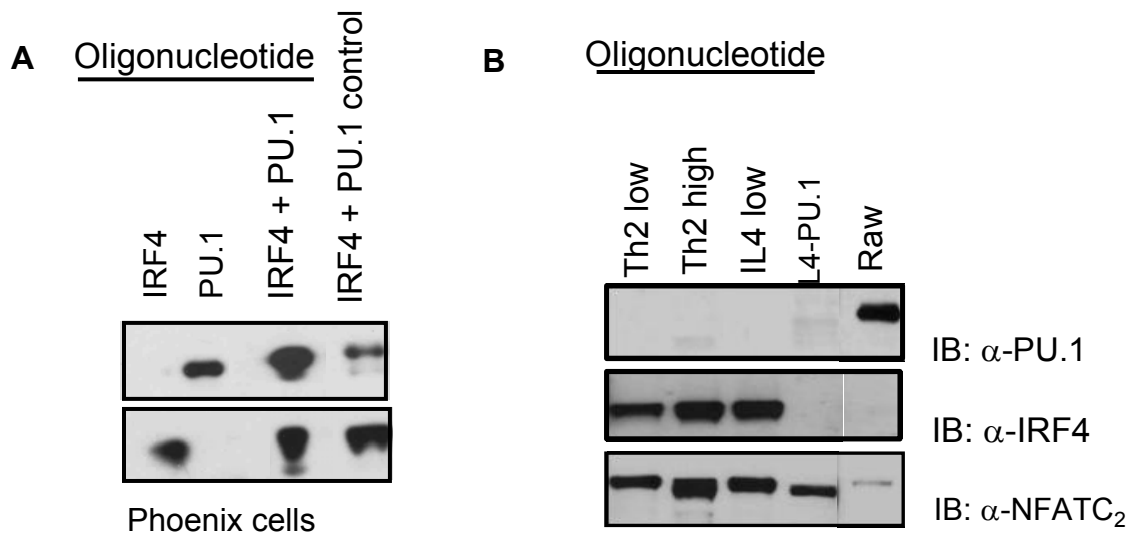 A
Oligonucleotide
IRF4
PU.1
IRF4 + PU.1
IRF4 + PU.1 control
Phoenix cells
B
Oligonucleotide
Th2 low
Th2 high
IL4 low
L4-PU.1
Raw
IB: α-PU.1
IB: α-IRF4
IB: α-NFATC₂